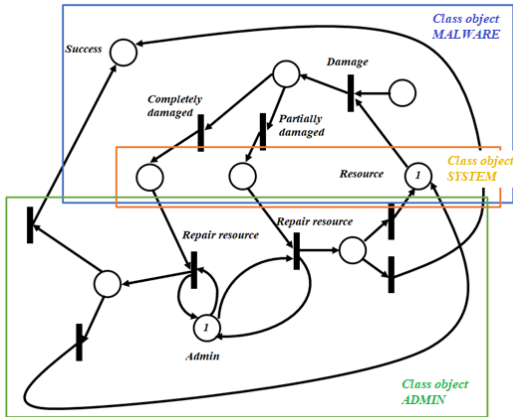 Class object
MALWARE
Success
Damage
Completely
damaged
Partially
damaged
Class object
SYSTEM
Resource
1
Repair resource
Repair resource
1
Admin
Class object
ADMIN